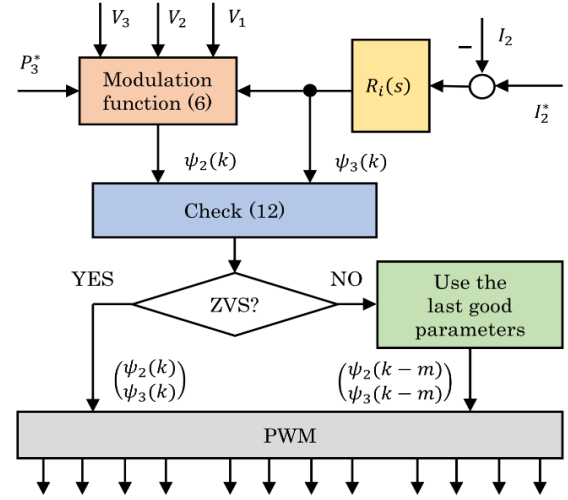 V₃ V₂ V₁
I₂
P₃*
−
Modulation
function (6)
Rᵢ(s)
I₂*
ψ₂(k)
ψ₃(k)
Check (12)
YES
NO
ZVS?
Use the
last good
parameters
(ψ₂(k)
ψ₃(k))
(ψ₂(k − m)
ψ₃(k − m))
PWM